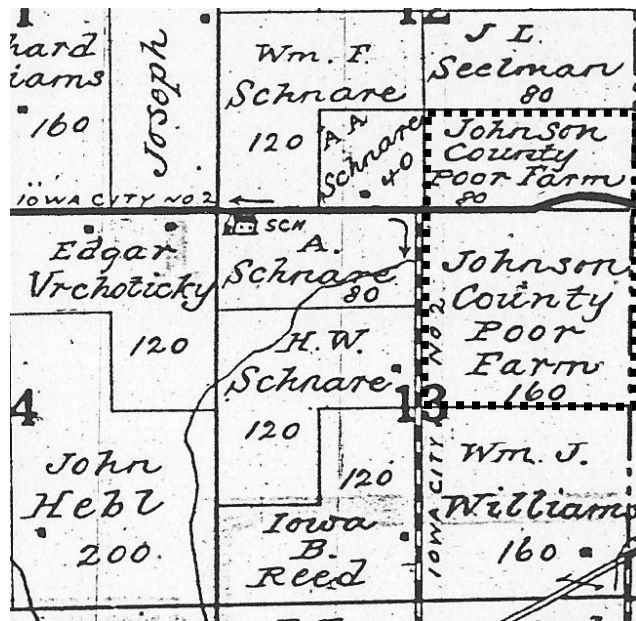 12
hard
iams
160
Joseph
Wm. F.
Schnare
120
A A
Schnare
40
J L.
Seelman
80
Johnson
County
Poor Farm
80
IOWA CITY NO. 2
SCH.
Edgar
Vrchoticky
120
A.
Schnare
80
Johnson
County
Poor
Farm
160
NO 2
IOWA CITY
H. W.
Schnare
120
4
13
John
Hebl
200.
120
Iowa
B.
Reed
Wm. J.
Williams
160